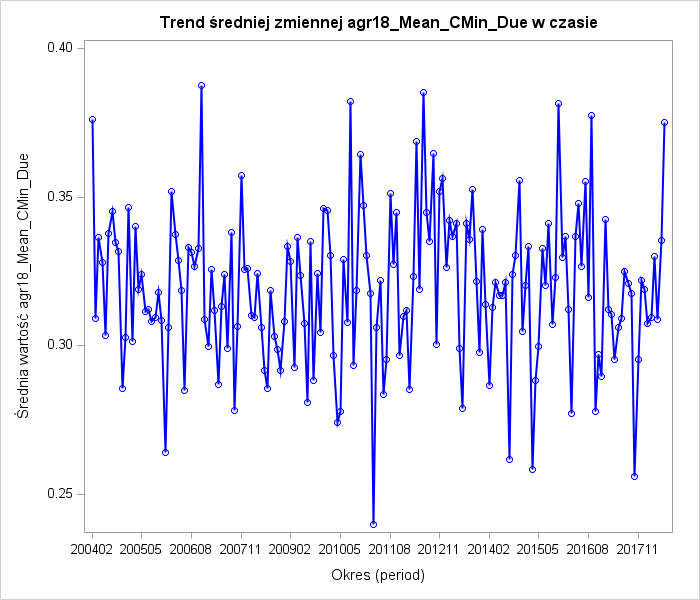 Trend średniej zmiennej agr18_Mean_CMin_Due w czasie
Średnia wartość agr18_Mean_CMin_Due
0.40
0.35
0.30
0.25
200402 200505 200608 200711 200902 201005 201108 201211 201402 201505 201608 201711
Okres (period)